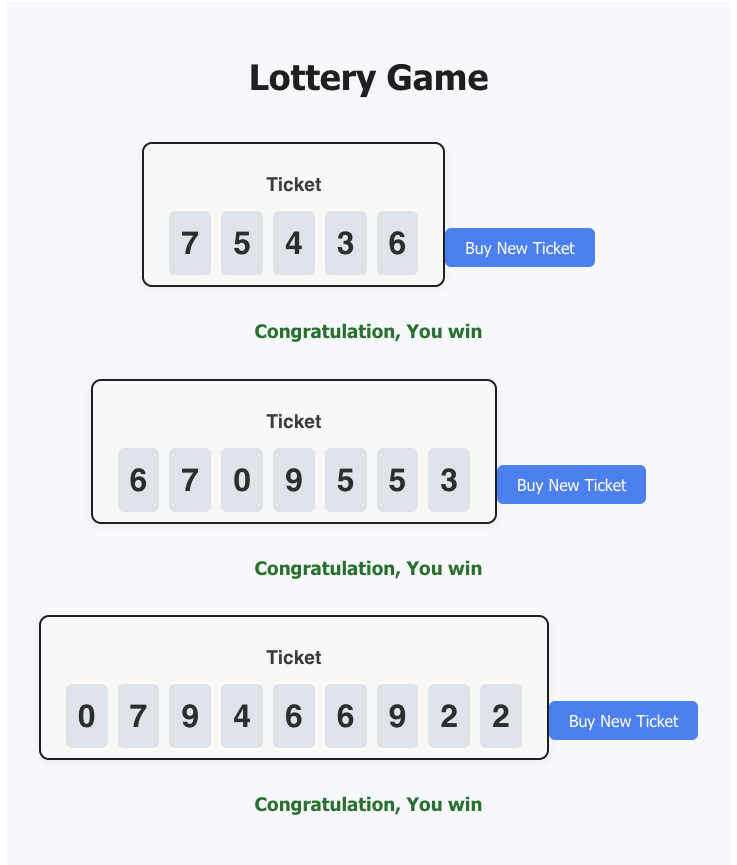 Lottery Game
Ticket
7 5 4 3 6
Buy New Ticket
Congratulation, You win
Ticket
6 7 0 9 5 5 3
Buy New Ticket
Congratulation, You win
Ticket
0 7 9 4 6 6 9 2 2
Buy New Ticket
Congratulation, You win